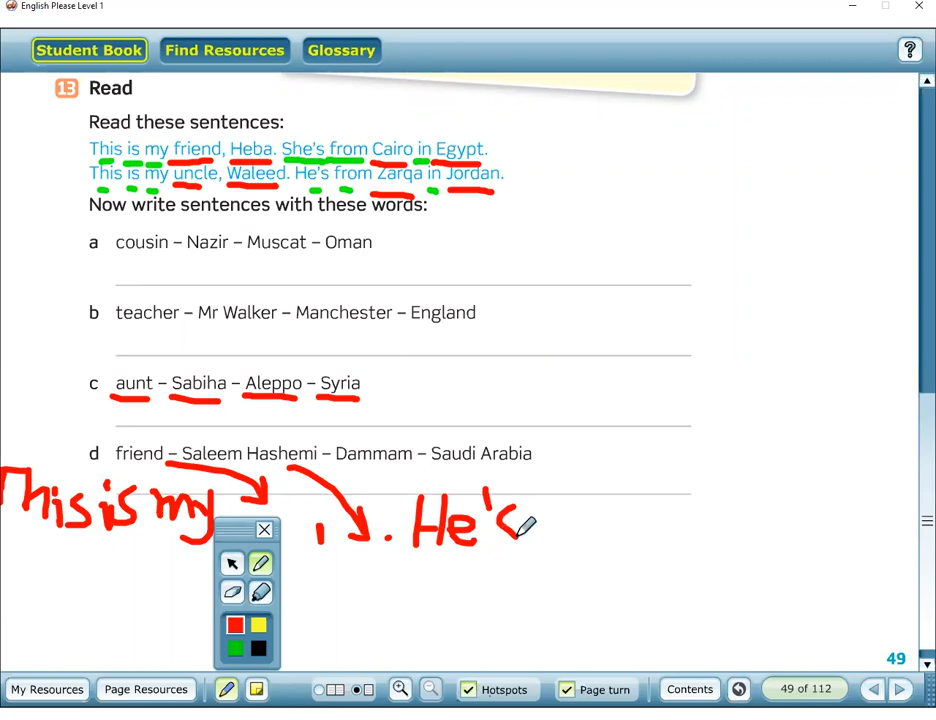 English Please Level 1
Student Book Find Resources Glossary ?
13 Read
Read these sentences:
This is my friend, Heba. She's from Cairo in Egypt.
This is my uncle, Waleed. He's from Zarqa in Jordan.
Now write sentences with these words:
a cousin – Nazir – Muscat – Oman
b teacher – Mr Walker – Manchester – England
c aunt – Sabiha – Aleppo – Syria
d friend – Saleem Hashemi – Dammam – Saudi Arabia
This is my , . He's
49
My Resources Page Resources Hotspots Page turn Contents 49 of 112